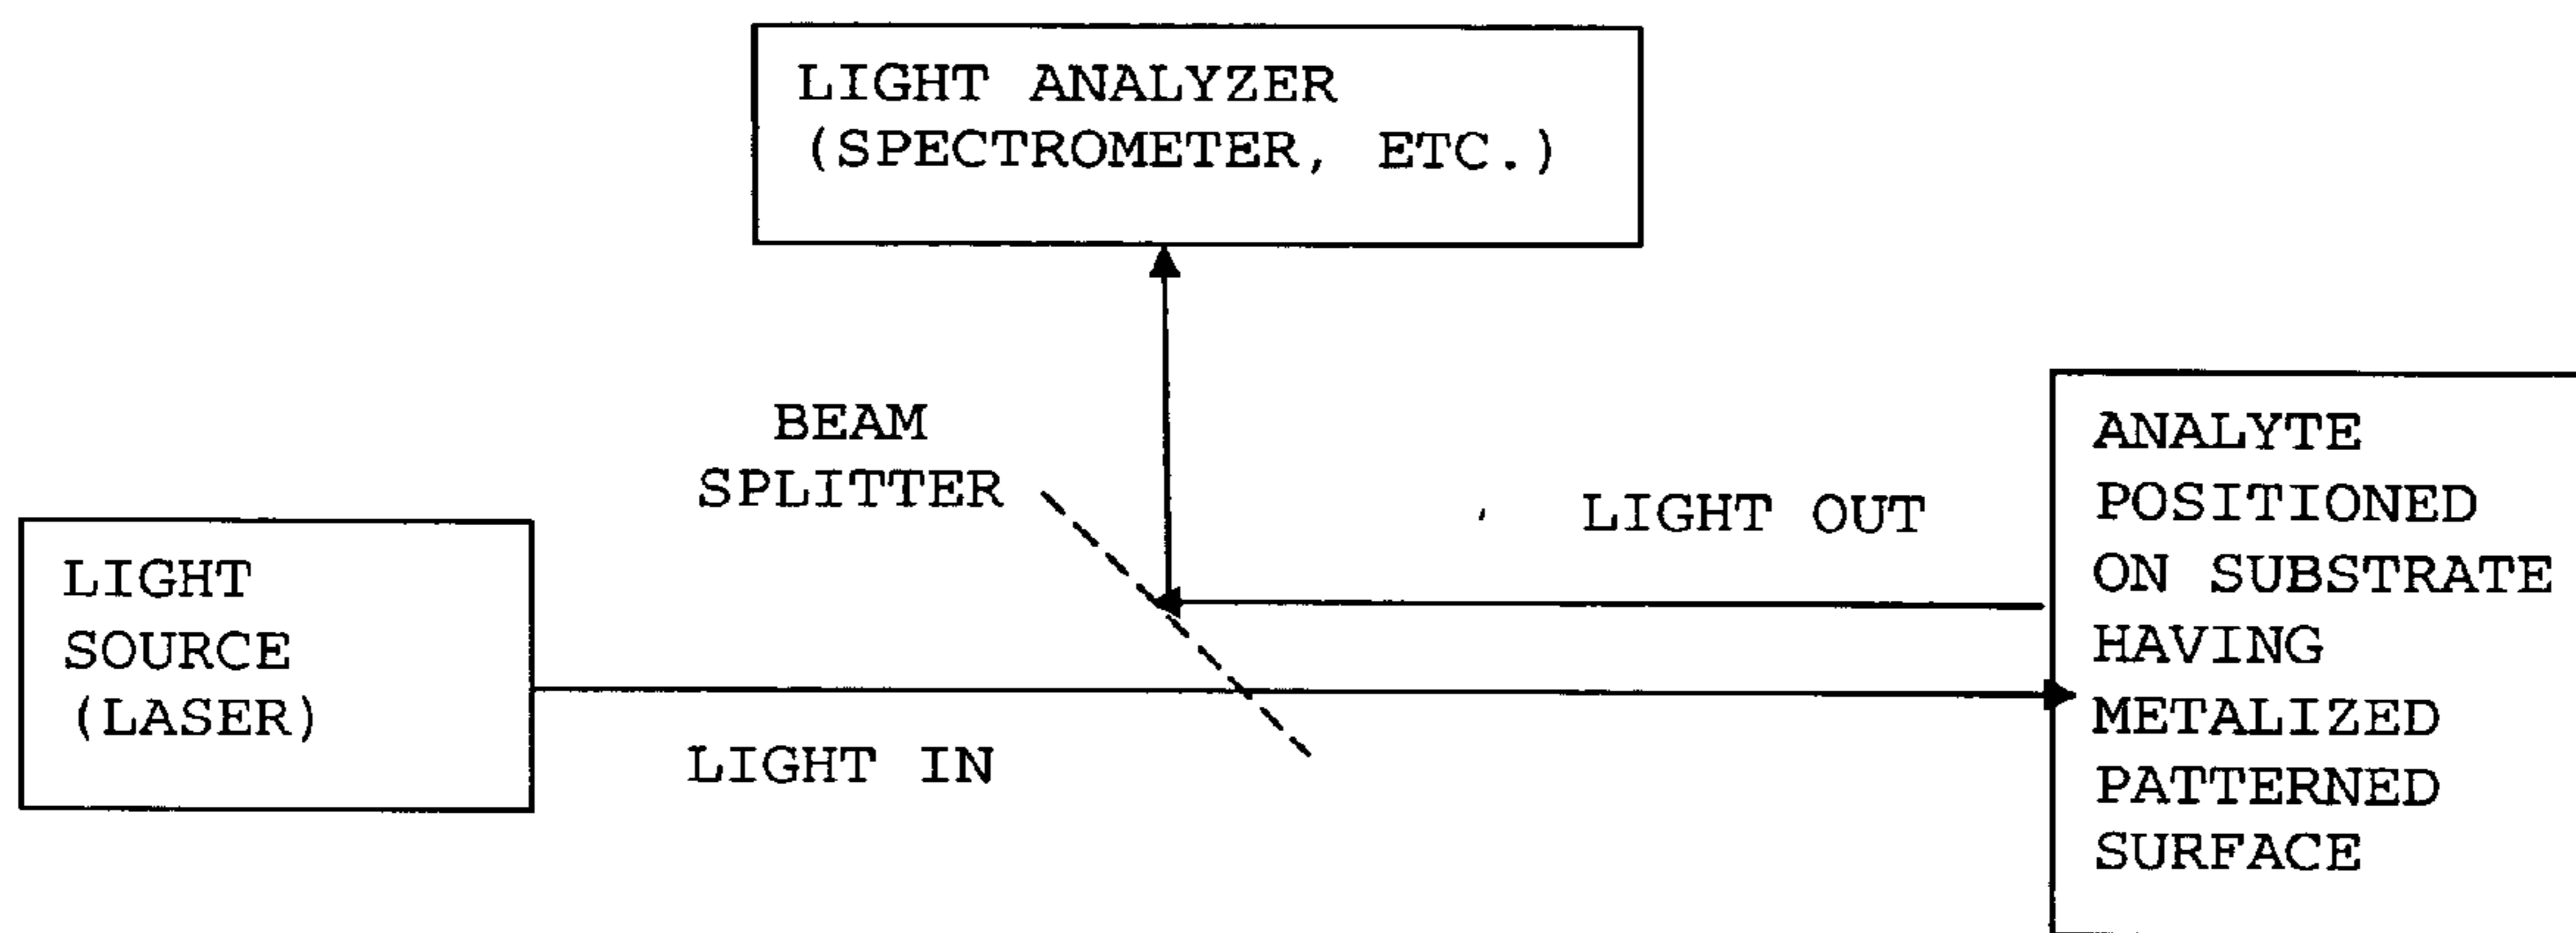 LIGHT ANALYZER
(SPECTROMETER, ETC.)
BEAM
SPLITTER
LIGHT OUT
LIGHT
SOURCE
(LASER)
LIGHT IN
ANALYTE
POSITIONED
ON SUBSTRATE
HAVING
METALIZED
PATTERNED
SURFACE